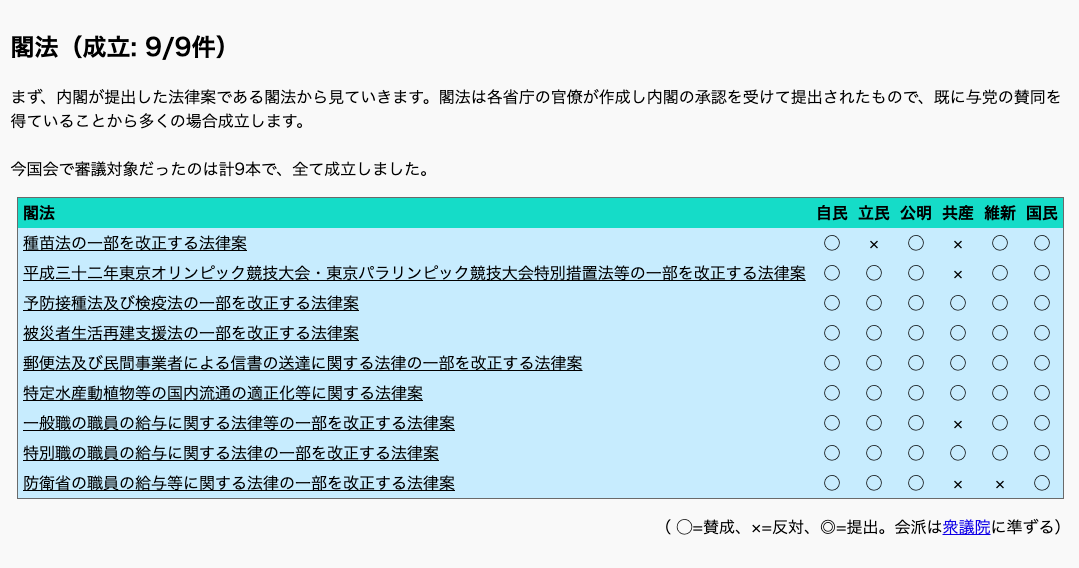 閣法（成立: 9/9件）
まず、内閣が提出した法律案である閣法から見ていきます。閣法は各省庁の官僚が作成し内閣の承認を受けて提出されたもので、既に与党の賛同を
得ていることから多くの場合成立します。
今国会で審議対象だったのは計9本で、全て成立しました。
閣法 自民 立民 公明 共産 維新 国民
種苗法の一部を改正する法律案 ◯ × ◯ × ◯ ◯
平成三十二年東京オリンピック競技大会・東京パラリンピック競技大会特別措置法等の一部を改正する法律案 ◯ ◯ ◯ × ◯ ◯
予防接種法及び検疫法の一部を改正する法律案 ◯ ◯ ◯ ◯ ◯ ◯
被災者生活再建支援法の一部を改正する法律案 ◯ ◯ ◯ ◯ ◯ ◯
郵便法及び民間事業者による信書の送達に関する法律の一部を改正する法律案 ◯ ◯ ◯ ◯ ◯ ◯
特定水産動植物等の国内流通の適正化等に関する法律案 ◯ ◯ ◯ ◯ ◯ ◯
一般職の職員の給与に関する法律等の一部を改正する法律案 ◯ ◯ ◯ × ◯ ◯
特別職の職員の給与に関する法律の一部を改正する法律案 ◯ ◯ ◯ ◯ ◯ ◯
防衛省の職員の給与等に関する法律の一部を改正する法律案 ◯ ◯ ◯ × × ◯
（ ◯=賛成、×=反対、◎=提出。会派は衆議院に準ずる）